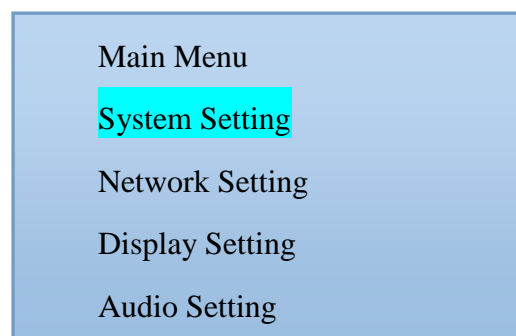 Main Menu
System Setting
Network Setting
Display Setting
Audio Setting